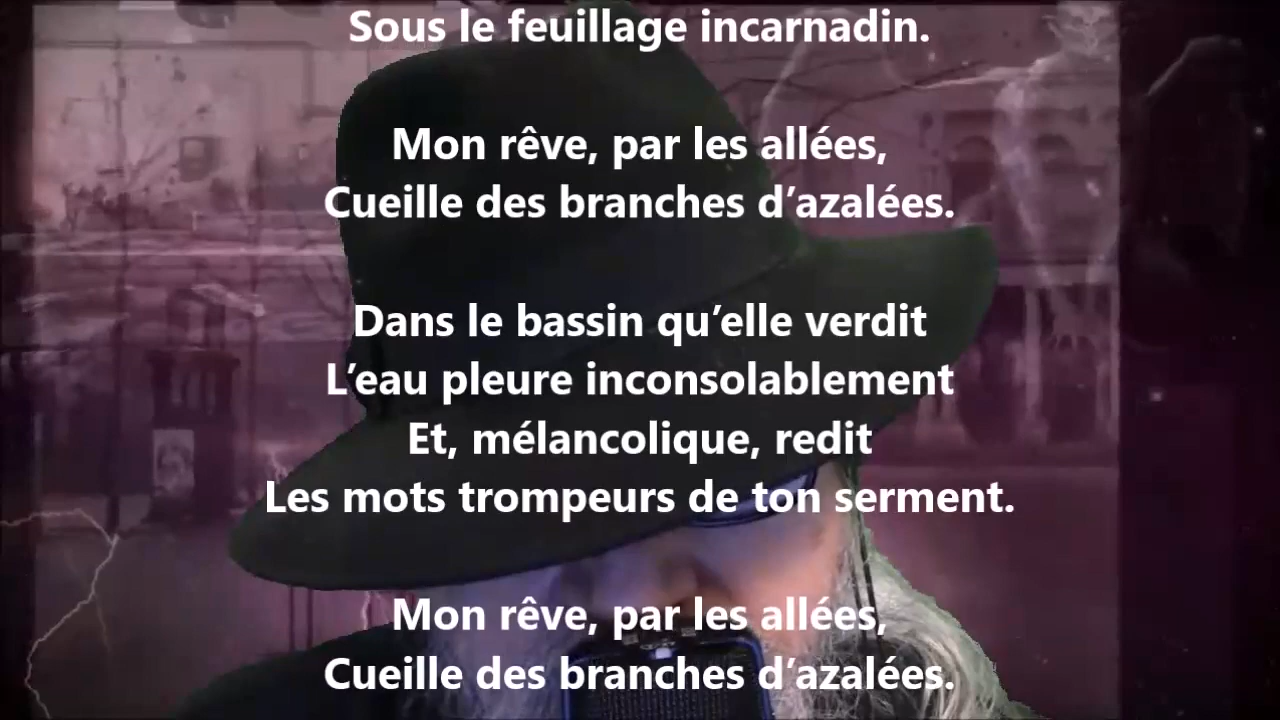 Sous le feuillage incarnadin.
Mon rêve, par les allées,
Cueille des branches d’azalées.
Dans le bassin qu’elle verdit
L’eau pleure inconsolablement
Et, mélancolique, redit
Les mots trompeurs de ton serment.
Mon rêve, par les allées,
Cueille des branches d’azalées.